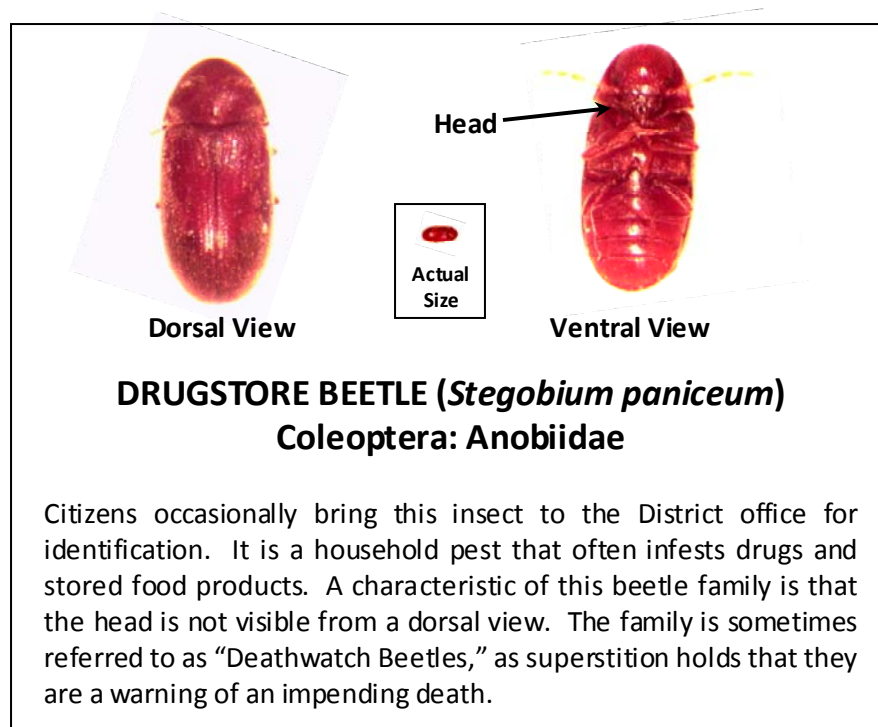 Head
Actual
Size
Dorsal View
Ventral View
DRUGSTORE BEETLE (Stegobium paniceum)
Coleoptera: Anobiidae
Citizens occasionally bring this insect to the District office for
identification. It is a household pest that often infests drugs and
stored food products. A characteristic of this beetle family is that
the head is not visible from a dorsal view. The family is sometimes
referred to as “Deathwatch Beetles,” as superstition holds that they
are a warning of an impending death.